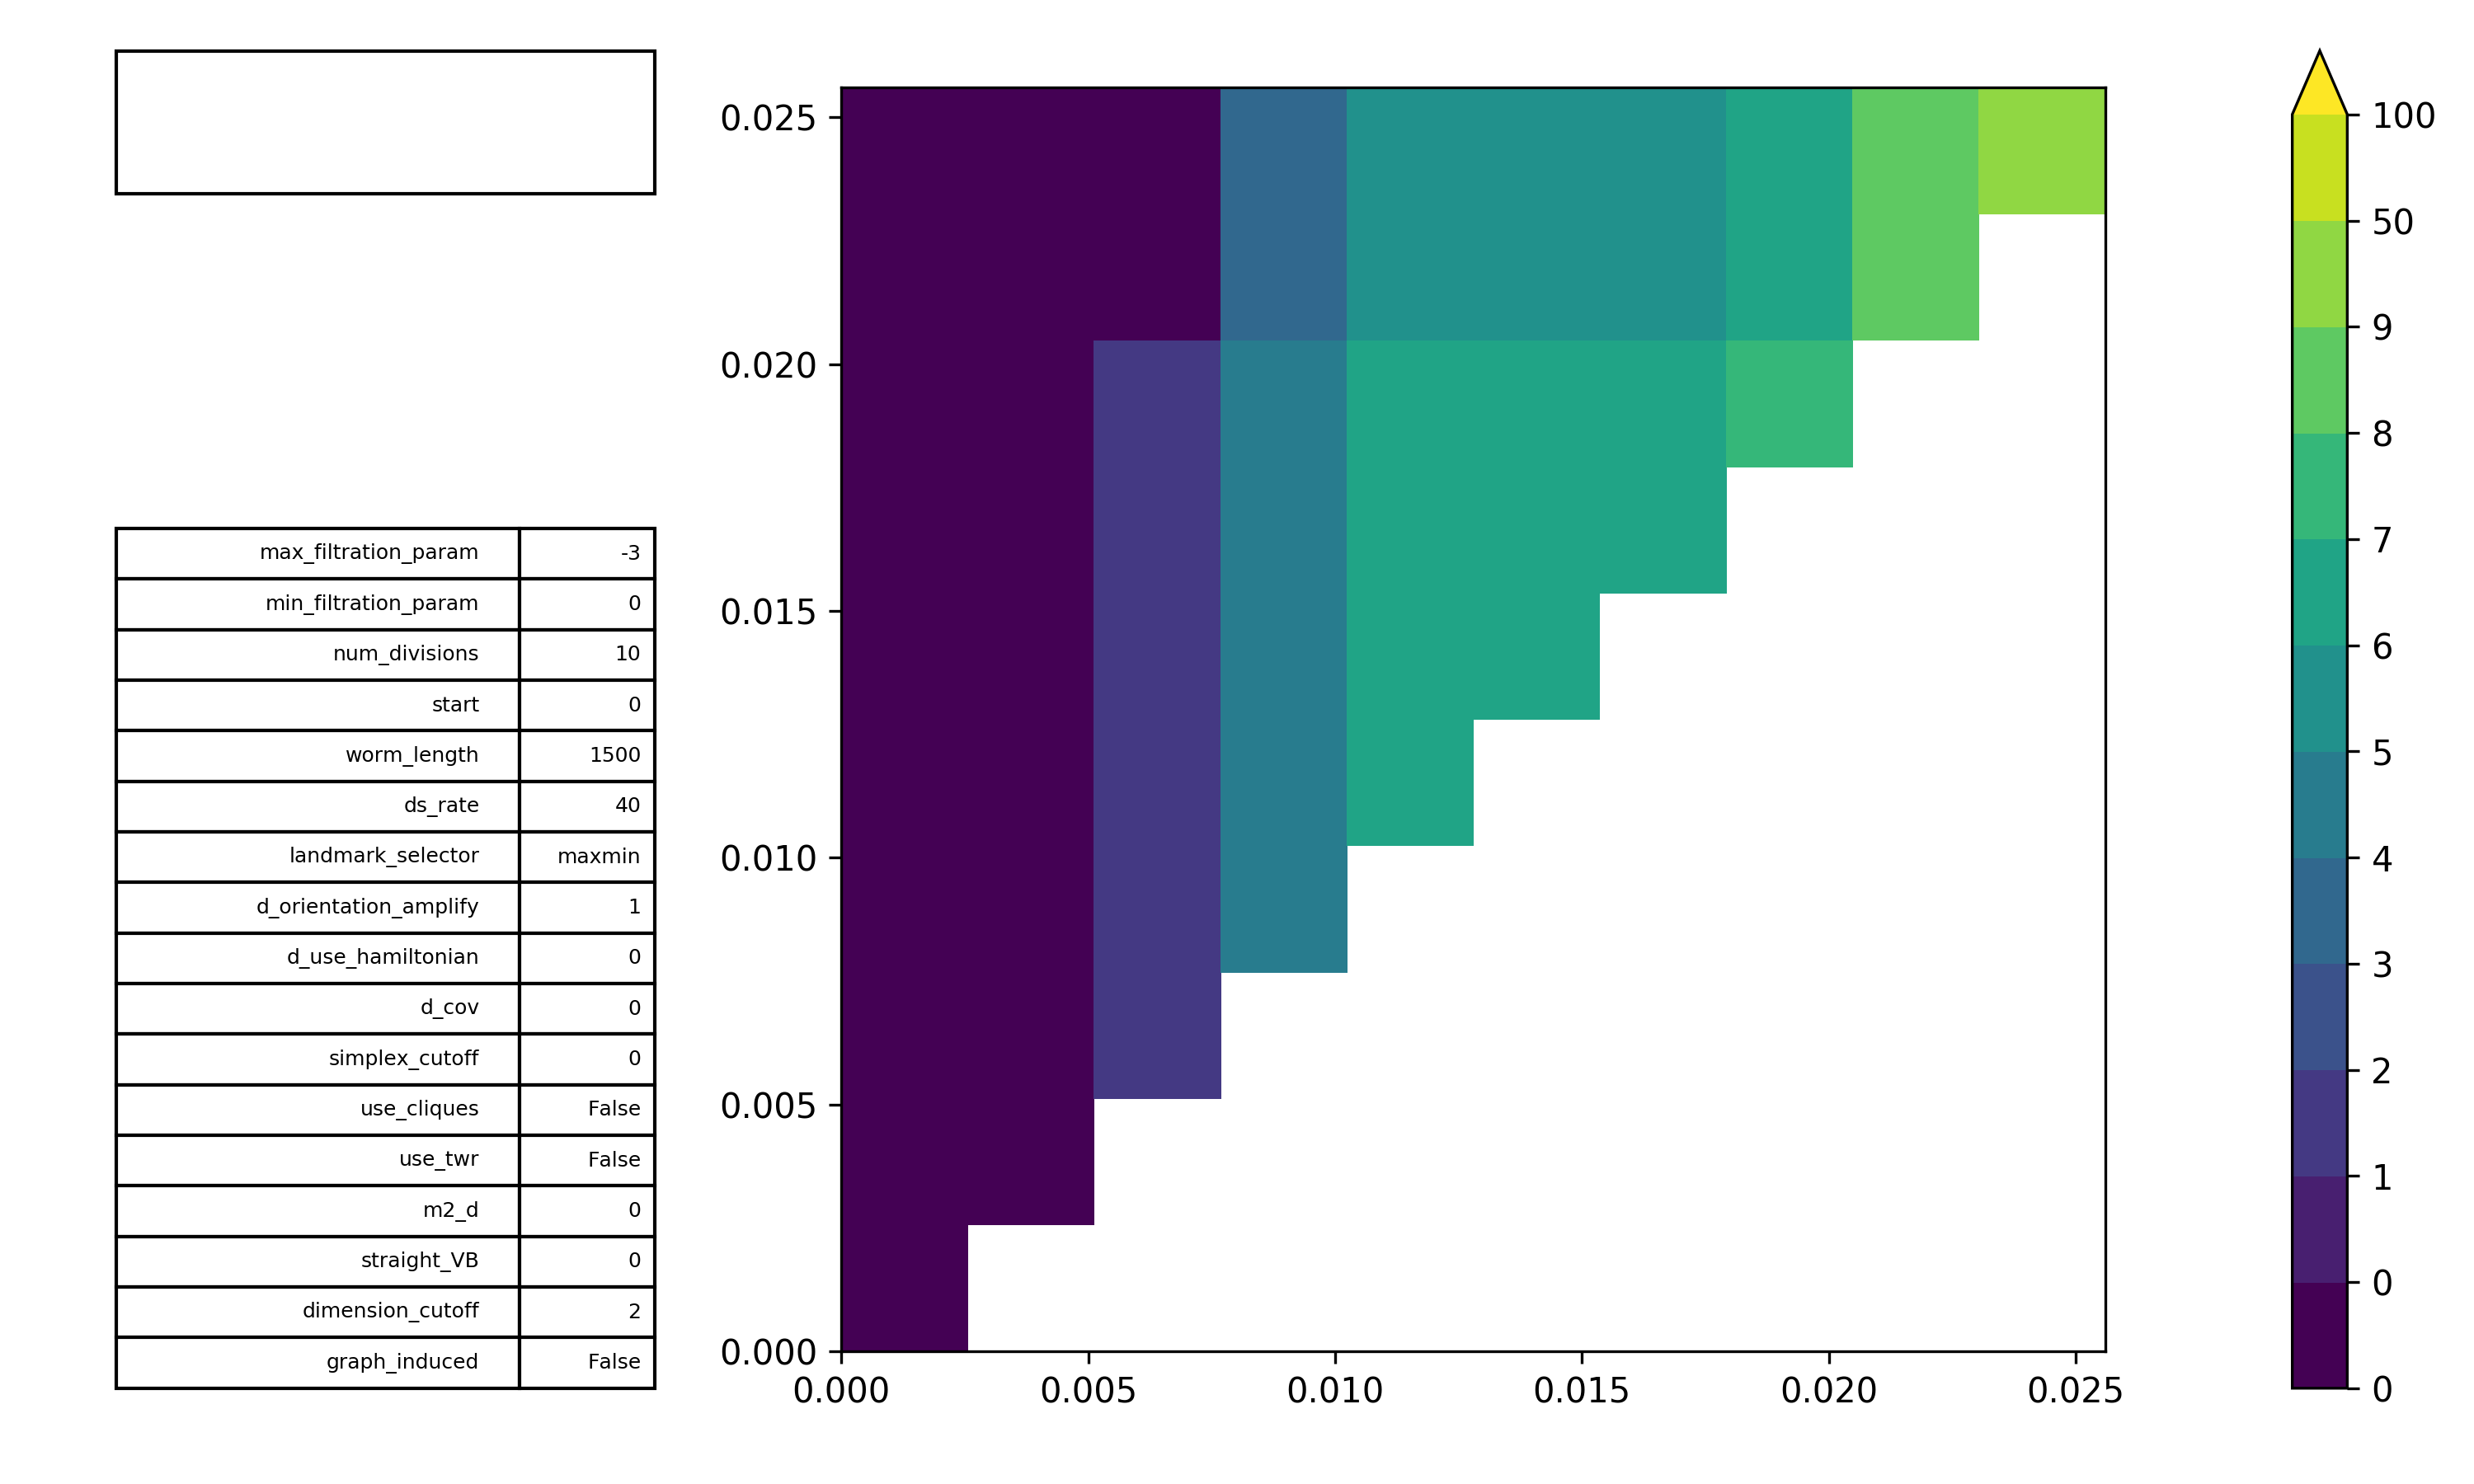 max_filtration_param -3
min_filtration_param 0
num_divisions 10
start 0
worm_length 1500
ds_rate 40
landmark_selector maxmin
d_orientation_amplify 1
d_use_hamiltonian 0
d_cov 0
simplex_cutoff 0
use_cliques False
use_twr False
m2_d 0
straight_VB 0
dimension_cutoff 2
graph_induced False
0.025
0.020
0.015
0.010
0.005
0.000
0.000 0.005 0.010 0.015 0.020 0.025
100
50
9
8
7
6
5
4
3
2
1
0
0